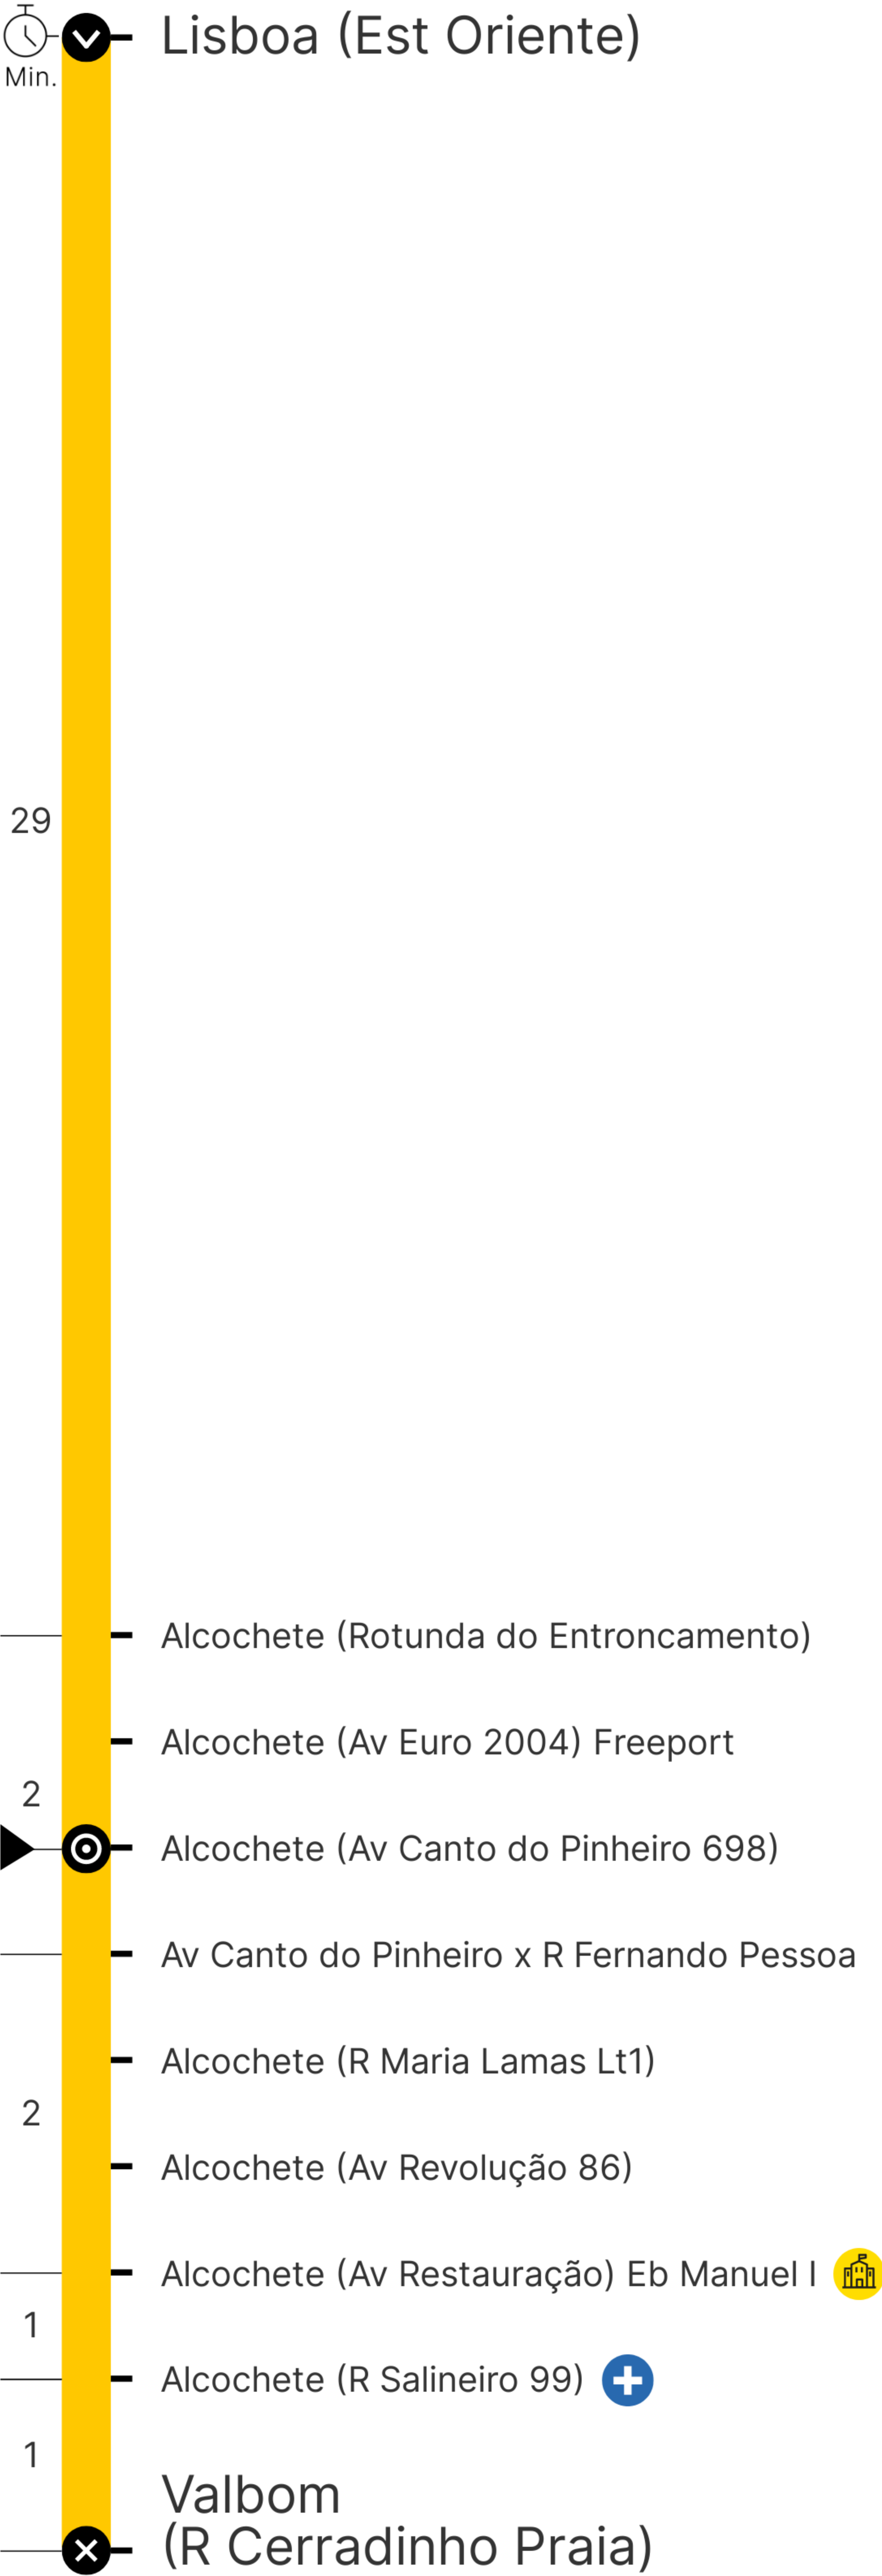 Lisboa (Est Oriente)
Min.
29
Alcochete (Rotunda do Entroncamento)
Alcochete (Av Euro 2004) Freeport
2
Alcochete (Av Canto do Pinheiro 698)
Av Canto do Pinheiro x R Fernando Pessoa
Alcochete (R Maria Lamas Lt1)
2
Alcochete (Av Revolução 86)
Alcochete (Av Restauração) Eb Manuel I
1
Alcochete (R Salineiro 99)
1
Valbom
(R Cerradinho Praia)